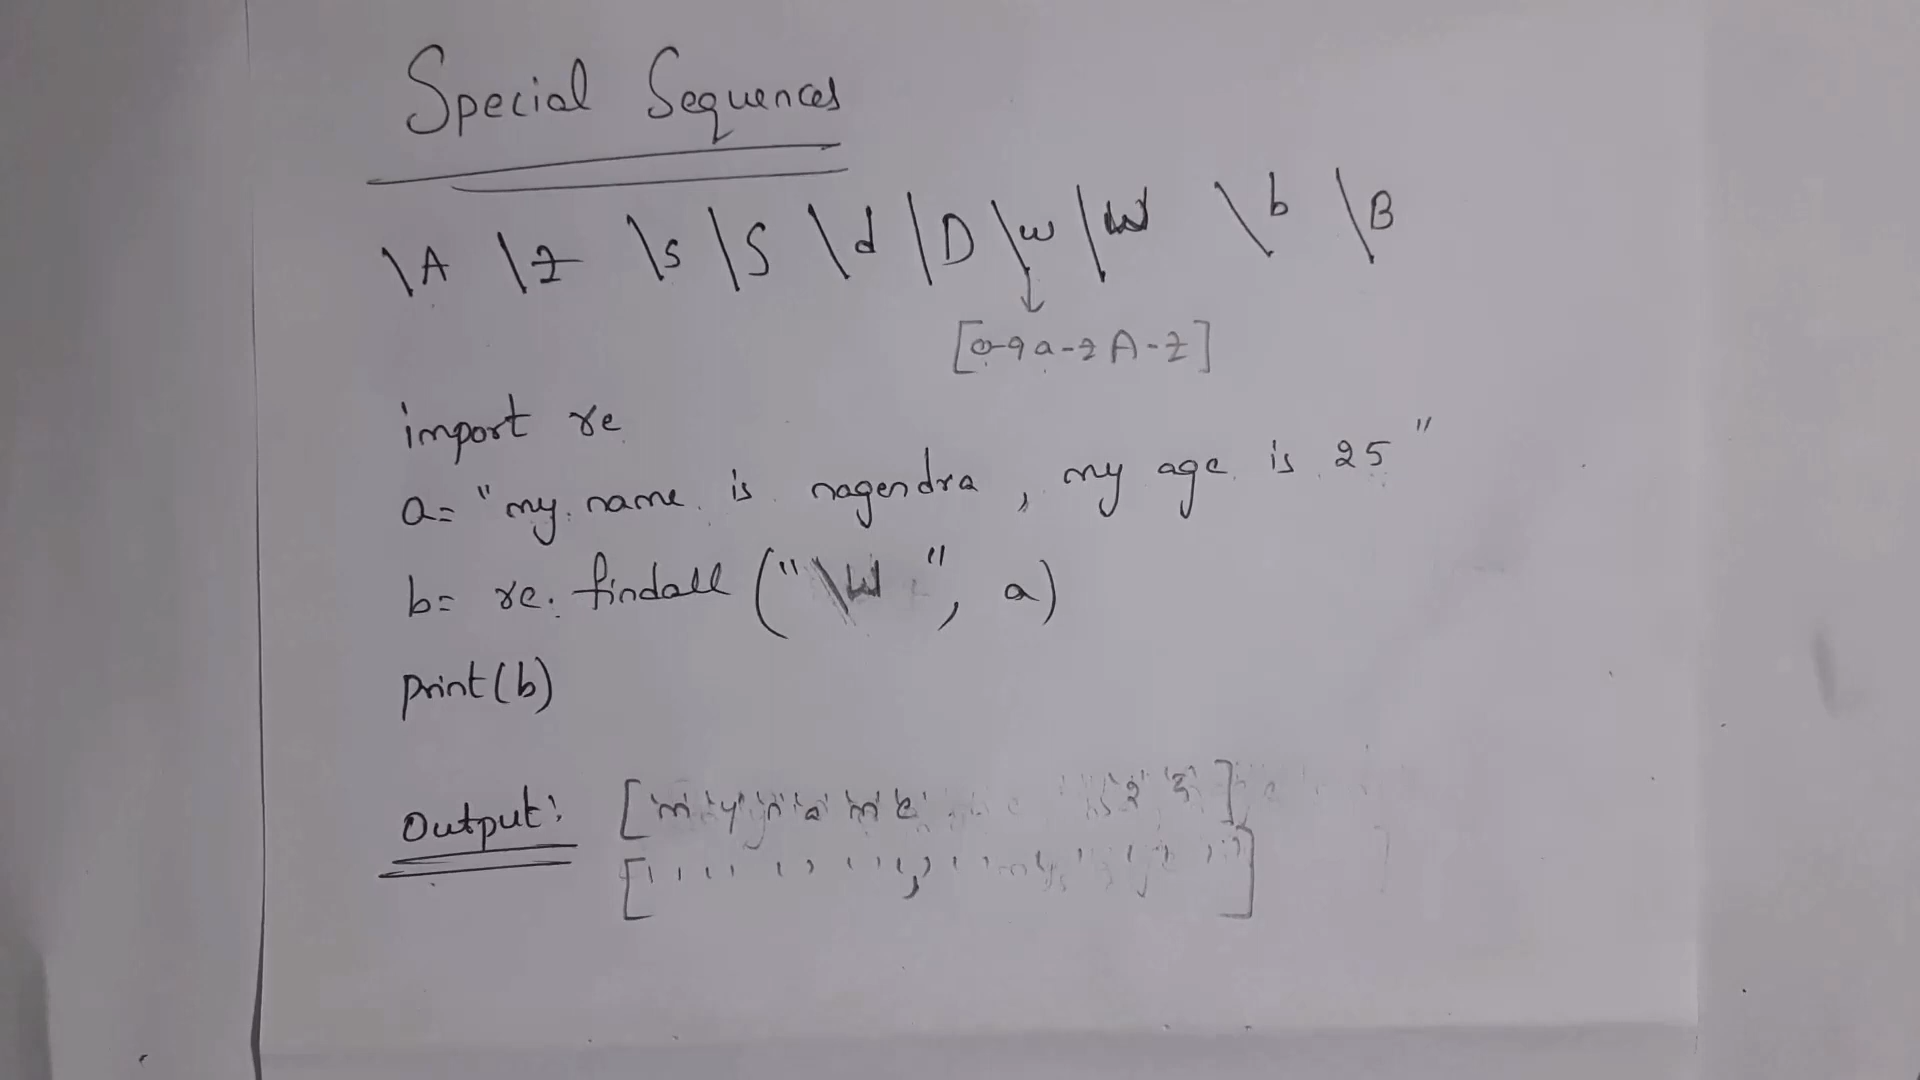 Special Sequences
\A \Z \s \S \d \D \w \W \b \B
[0-9a-zA-Z]
import re
a= "my name is nagendra, my age is 25"
b= re.findall("\W", a)
print(b)
Output: ['m' 'y' 'n' 'a' 'm' 'e'